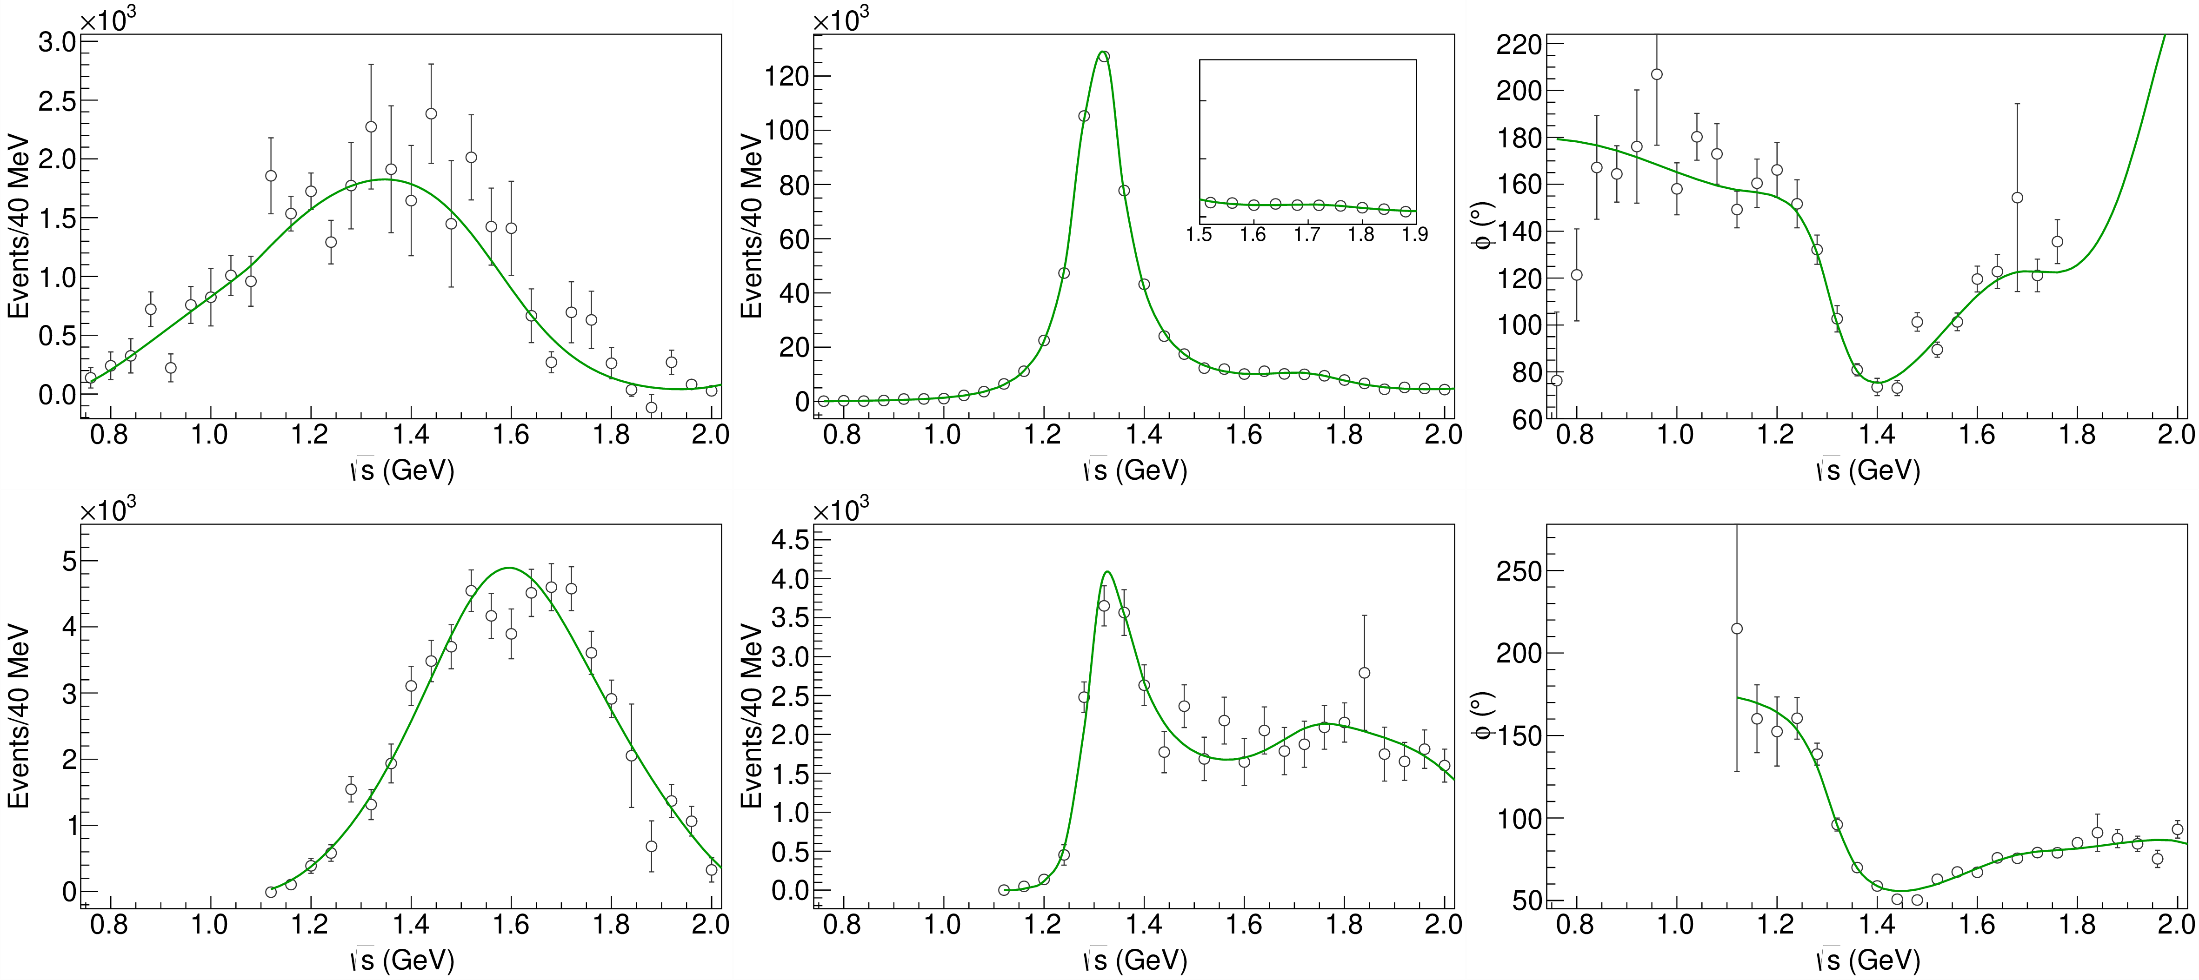 ×10³
3.0
2.5
2.0
1.5
1.0
0.5
0.0
Events/40 MeV
0.8 1.0 1.2 1.4 1.6 1.8 2.0
√s (GeV)
×10³
120
100
80
60
40
20
0
Events/40 MeV
1.5 1.6 1.7 1.8 1.9
0.8 1.0 1.2 1.4 1.6 1.8 2.0
√s (GeV)
220
200
180
160
140
120
100
80
60
ϕ (°)
0.8 1.0 1.2 1.4 1.6 1.8 2.0
√s (GeV)
×10³
5
4
3
2
1
0
Events/40 MeV
0.8 1.0 1.2 1.4 1.6 1.8 2.0
√s (GeV)
×10³
4.5
4.0
3.5
3.0
2.5
2.0
1.5
1.0
0.5
0.0
Events/40 MeV
0.8 1.0 1.2 1.4 1.6 1.8 2.0
√s (GeV)
250
200
150
100
50
ϕ (°)
0.8 1.0 1.2 1.4 1.6 1.8 2.0
√s (GeV)